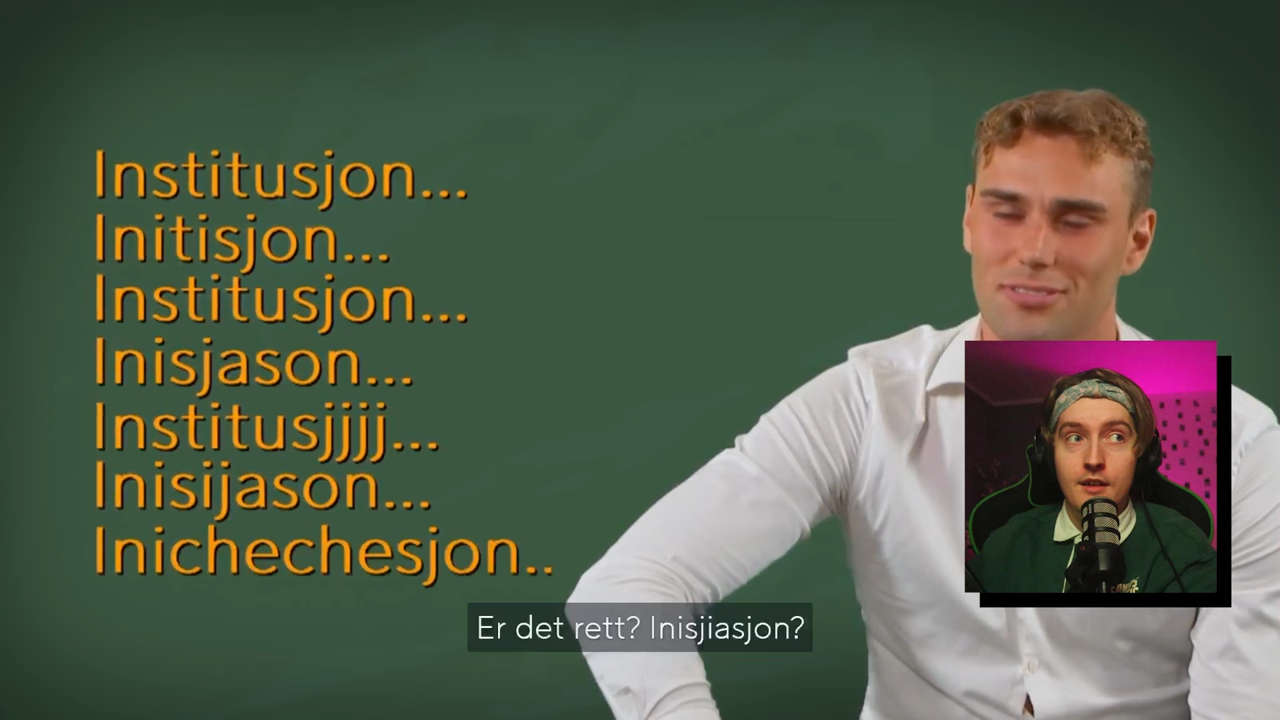 Institusjon...
Initisjon...
Institusjon...
Inisjason...
Institusjjjj...
Inisijason...
Inichechesjon..
Er det rett? Inisjiasjon?